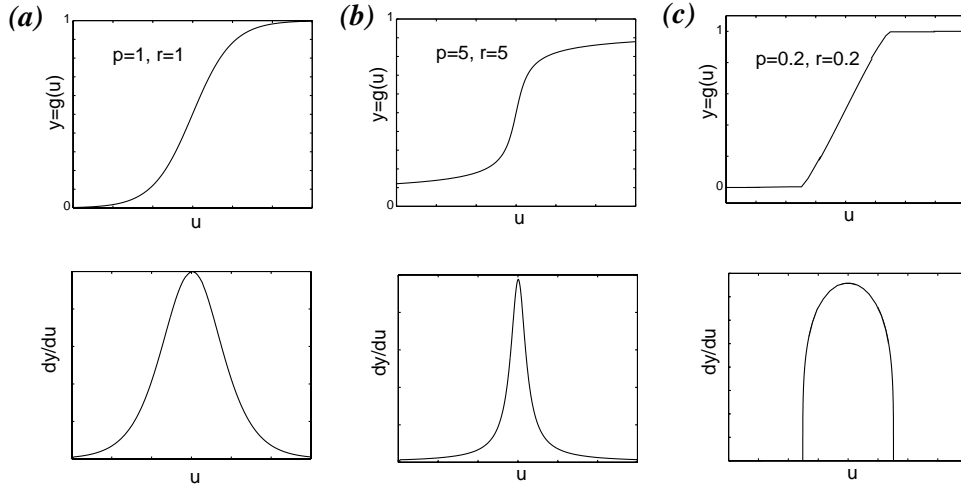 (a)
1
p=1, r=1
y=g(u)
0
u
(b)
1
p=5, r=5
y=g(u)
0
u
(c)
1
p=0.2, r=0.2
y=g(u)
0
u
dy/du
u
dy/du
u
dy/du
u